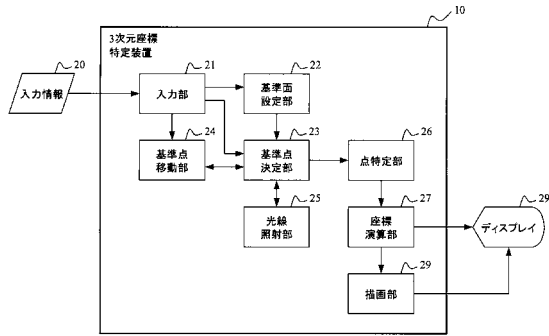 10
3次元座標
特定装置
20
入力情報
21
入力部
22
基準面
設定部
24
基準点
移動部
23
基準点
決定部
26
点特定部
25
光線
照射部
27
座標
演算部
29
ディスプレイ
29
描画部